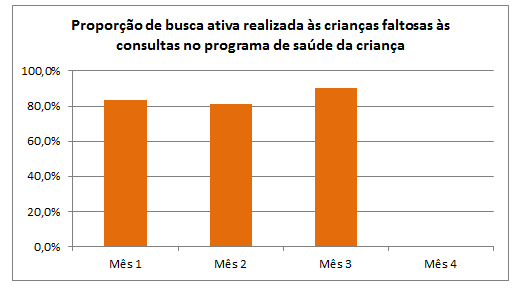 Proporção de busca ativa realizada às crianças faltosas às
consultas no programa de saúde da criança
100,0%
80,0%
60,0%
40,0%
20,0%
0,0%
Mês 1 Mês 2 Mês 3 Mês 4